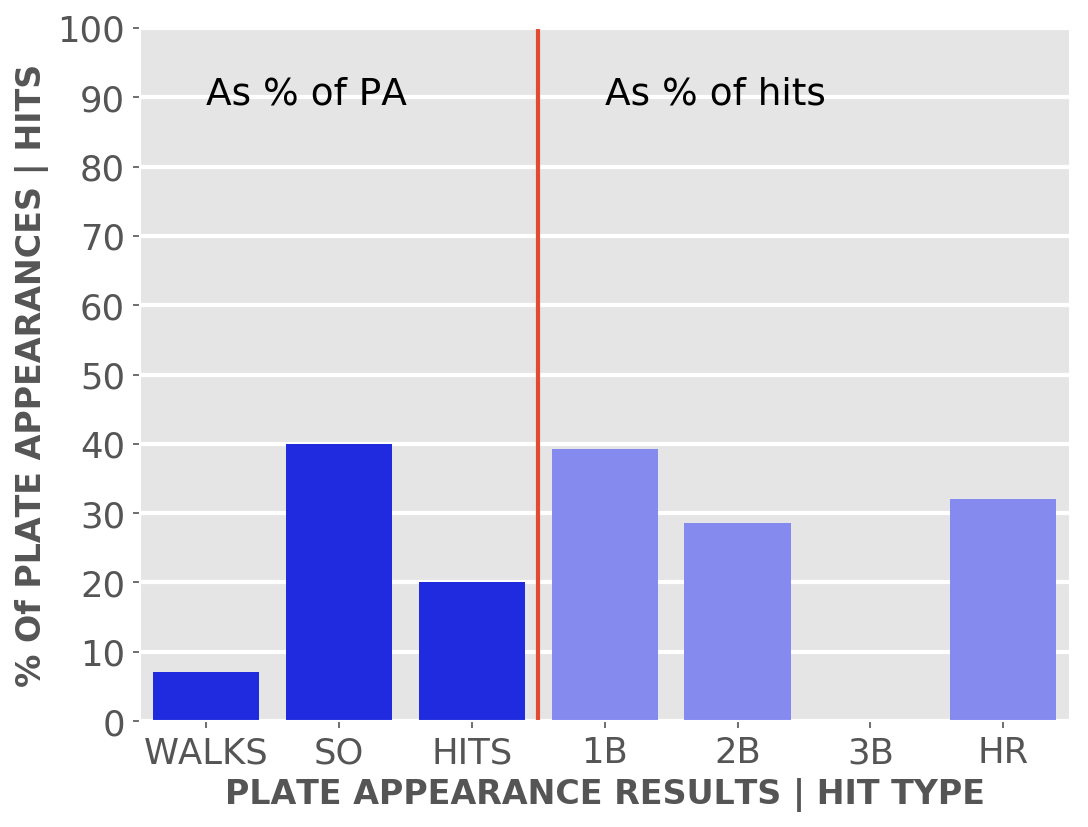 100
90
80
70
60
50
40
30
20
10
0
% Of PLATE APPEARANCES | HITS
As % of PA
As % of hits
WALKS SO HITS 1B 2B 3B HR
PLATE APPEARANCE RESULTS | HIT TYPE